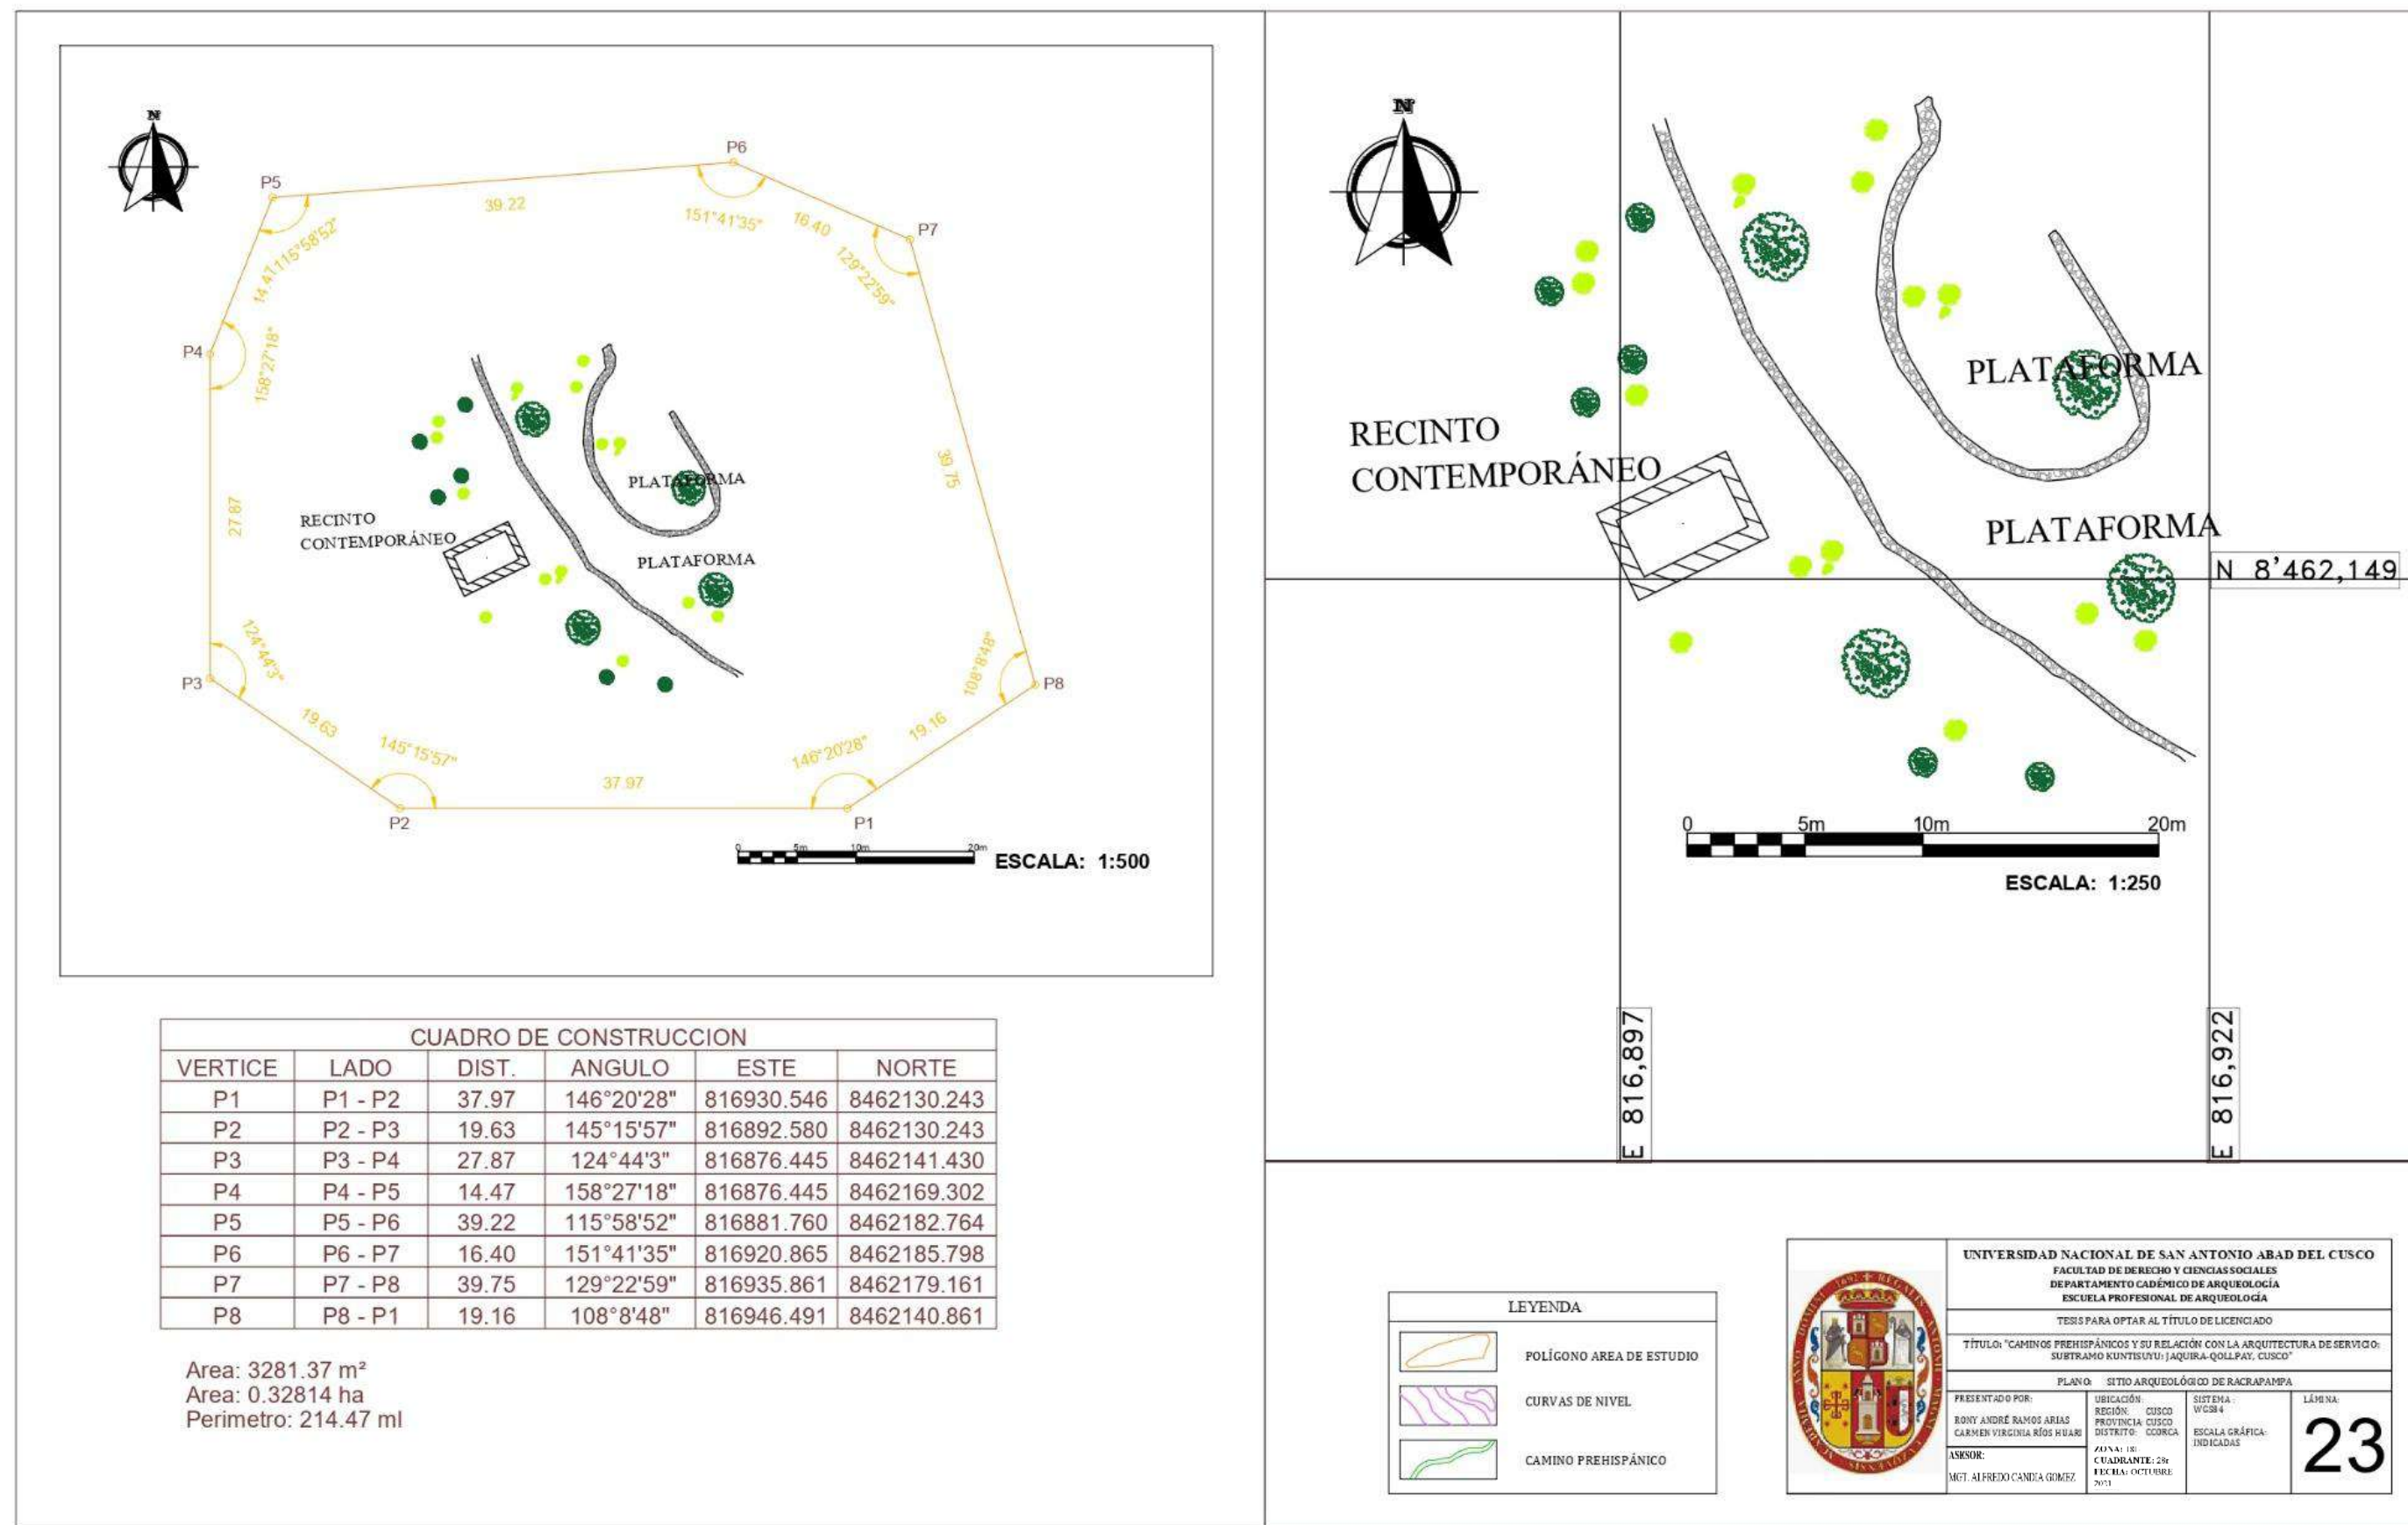 N
P5
P6
P7
P4
P3
P8
P2
P1
39.22
151°41'35"
16.40
129°22'59"
14.47
115°58'52"
158°27'18"
27.87
39.75
124°44'3"
19.63
145°15'57"
37.97
146°20'28"
19.16
108°8'48"
PLATAFORMA
RECINTO
CONTEMPORÁNEO
PLATAFORMA
0 5m 10m 20m
ESCALA: 1:500
N
PLATAFORMA
RECINTO
CONTEMPORÁNEO
PLATAFORMA
N 8'462,149
0 5m 10m 20m
ESCALA: 1:250
E 816,897
E 816,922
CUADRO DE CONSTRUCCION
VERTICE LADO DIST. ANGULO ESTE NORTE
P1 P1 - P2 37.97 146°20'28" 816930.546 8462130.243
P2 P2 - P3 19.63 145°15'57" 816892.580 8462130.243
P3 P3 - P4 27.87 124°44'3" 816876.445 8462141.430
P4 P4 - P5 14.47 158°27'18" 816876.445 8462169.302
P5 P5 - P6 39.22 115°58'52" 816881.760 8462182.764
P6 P6 - P7 16.40 151°41'35" 816920.865 8462185.798
P7 P7 - P8 39.75 129°22'59" 816935.861 8462179.161
P8 P8 - P1 19.16 108°8'48" 816946.491 8462140.861
Area: 3281.37 m²
Area: 0.32814 ha
Perimetro: 214.47 ml
LEYENDA
POLÍGONO AREA DE ESTUDIO
CURVAS DE NIVEL
CAMINO PREHISPÁNICO
UNIVERSIDAD NACIONAL DE SAN ANTONIO ABAD DEL CUSCO
FACULTAD DE DERECHO Y CIENCIAS SOCIALES
DEPARTAMENTO CADÉMICO DE ARQUEOLOGÍA
ESCUELA PROFESIONAL DE ARQUEOLOGÍA
TESIS PARA OPTAR AL TÍTULO DE LICENCIADO
TÍTULO: "CAMINOS PREHISPÁNICOS Y SU RELACIÓN CON LA ARQUITECTURA DE SERVICIO:
SUBTRAMO KUNTISUYU: JAQUIRA-QOLLPAY, CUSCO"
PLANO: SITIO ARQUEOLÓGICO DE RACRAPAMPA
PRESENTADO POR:
RONY ANDRÉ RAMOS ARIAS
CARMEN VIRGINIA RÍOS HUARI
ASESOR:
MGT. ALFREDO CANDIA GOMEZ
UBICACIÓN:
REGIÓN: CUSCO
PROVINCIA: CUSCO
DISTRITO: CCORCA
ZONA:
CUADRANTE:
FECHA: OCTUBRE
SISTEMA:
WGS84
ESCALA GRÁFICA:
INDICADAS
LÁMINA:
23